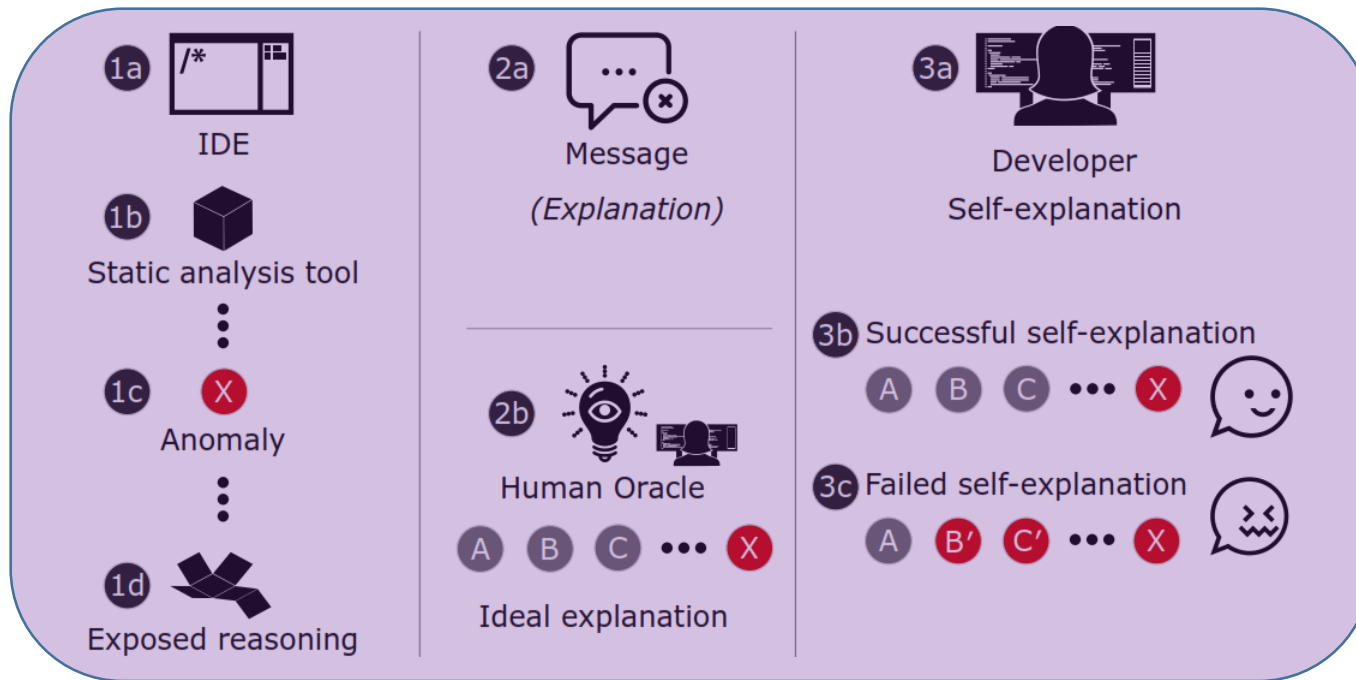 1a
/*
IDE
1b
Static analysis tool
1c
X
Anomaly
1d
Exposed reasoning
2a
Message
(Explanation)
2b
Human Oracle
A B C ••• X
Ideal explanation
3a
Developer
Self-explanation
3b Successful self-explanation
A B C ••• X
3c Failed self-explanation
A B′ C′ ••• X